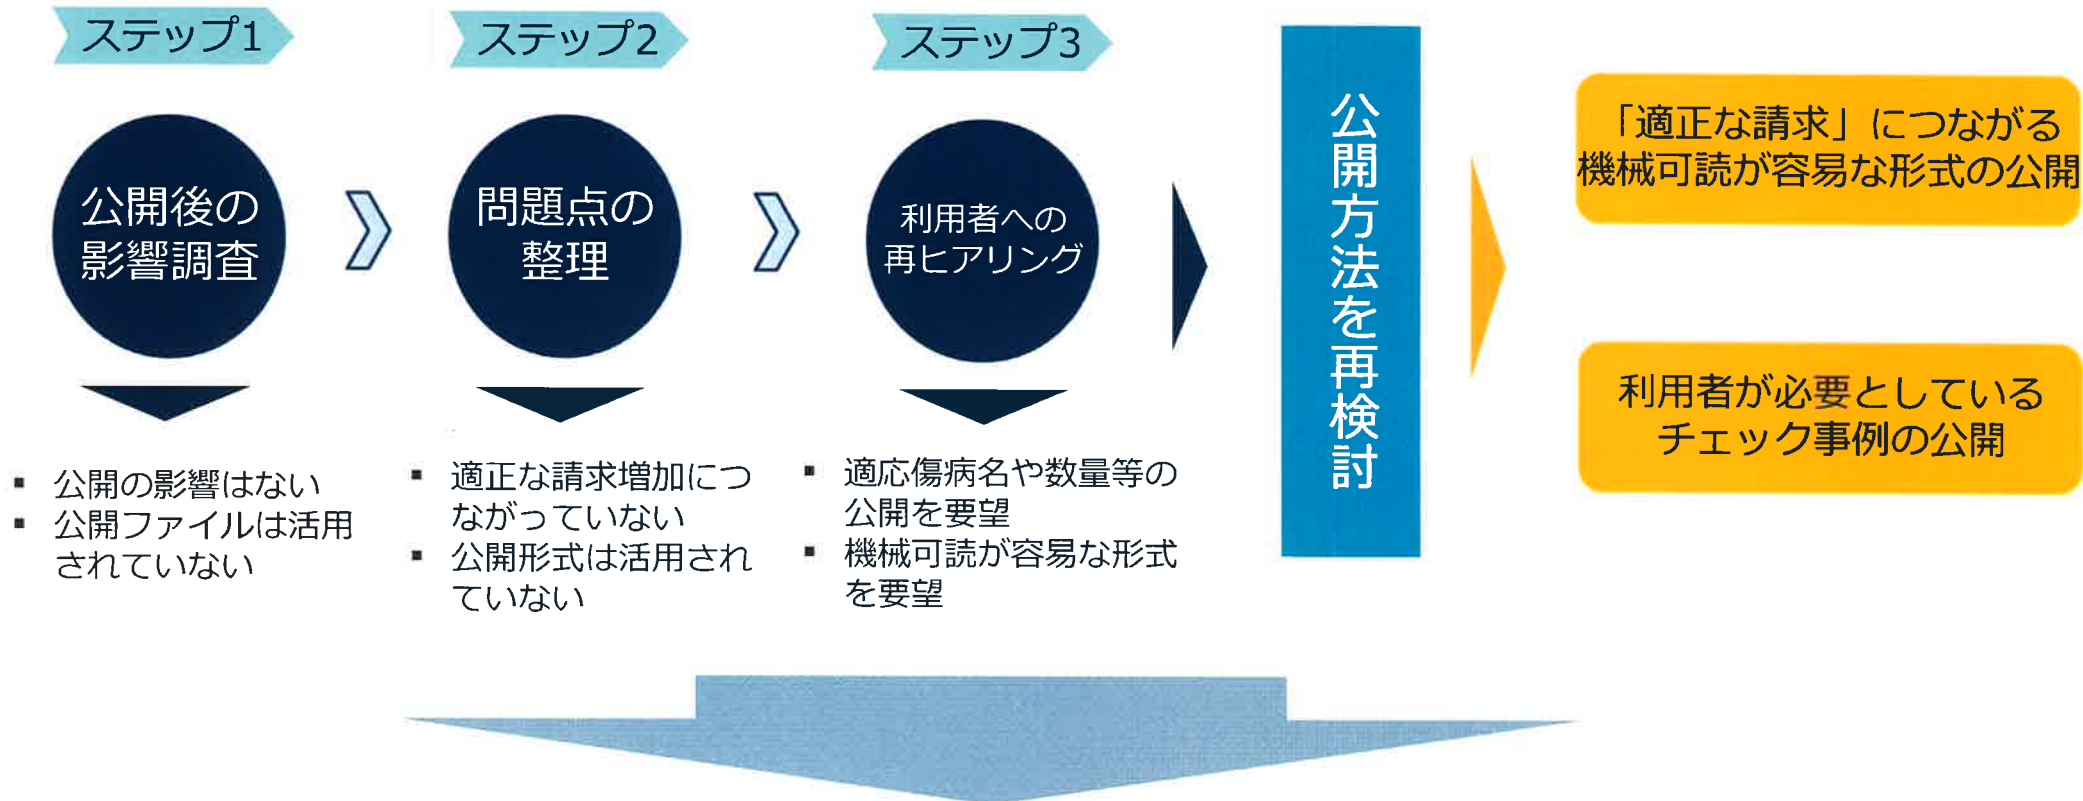 ステップ1
公開後の
影響調査
▪ 公開の影響はない
▪ 公開ファイルは活用
されていない
ステップ2
問題点の
整理
▪ 適正な請求増加につ
ながっていない
▪ 公開形式は活用され
ていない
ステップ3
利用者への
再ヒアリング
▪ 適応傷病名や数量等の
公開を要望
▪ 機械可読が容易な形式
を要望
公開方法を再検討
「適正な請求」につながる
機械可読が容易な形式の公開
利用者が必要としている
チェック事例の公開